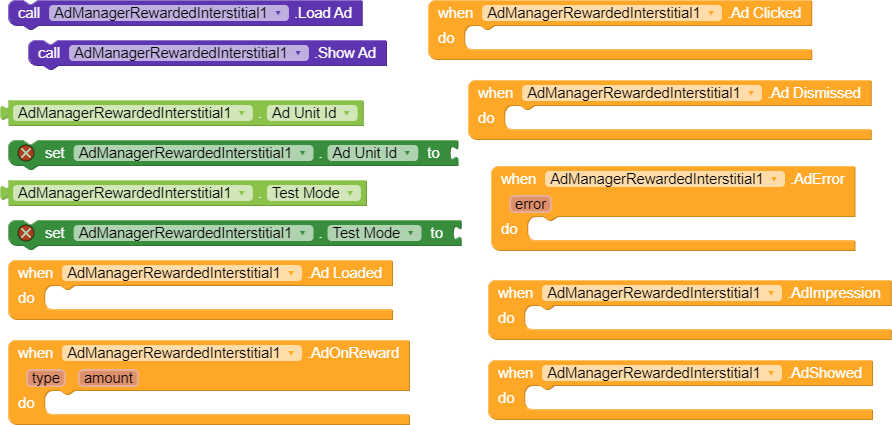 call AdManagerRewardedInterstitial1 .Load Ad
call AdManagerRewardedInterstitial1 .Show Ad
AdManagerRewardedInterstitial1 . Ad Unit Id
set AdManagerRewardedInterstitial1 . Ad Unit Id to
AdManagerRewardedInterstitial1 . Test Mode
set AdManagerRewardedInterstitial1 . Test Mode to
when AdManagerRewardedInterstitial1 .Ad Loaded
do
when AdManagerRewardedInterstitial1 .AdOnReward
type amount
do
when AdManagerRewardedInterstitial1 .Ad Clicked
do
when AdManagerRewardedInterstitial1 .Ad Dismissed
do
when AdManagerRewardedInterstitial1 .AdError
error
do
when AdManagerRewardedInterstitial1 .AdImpression
do
when AdManagerRewardedInterstitial1 .AdShowed
do